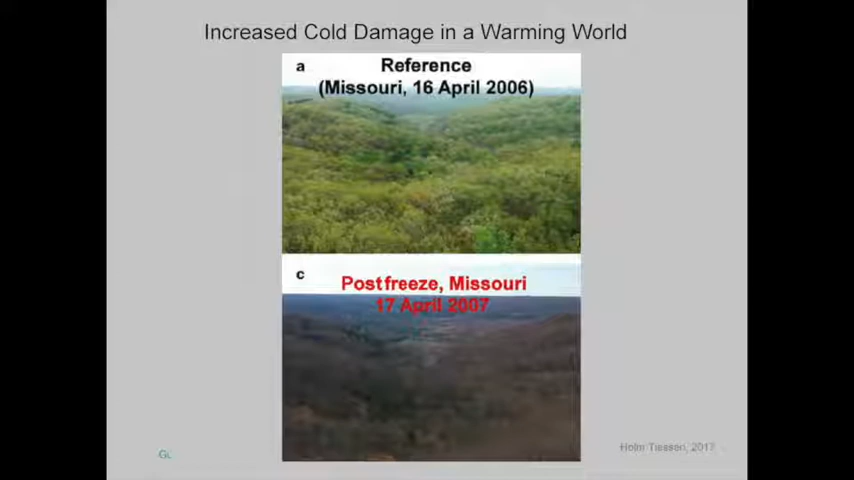 Increased Cold Damage in a Warming World
a
Reference
(Missouri, 16 April 2006)
c
Postfreeze, Missouri
17 April 2007
Holm Tiessen, 2017